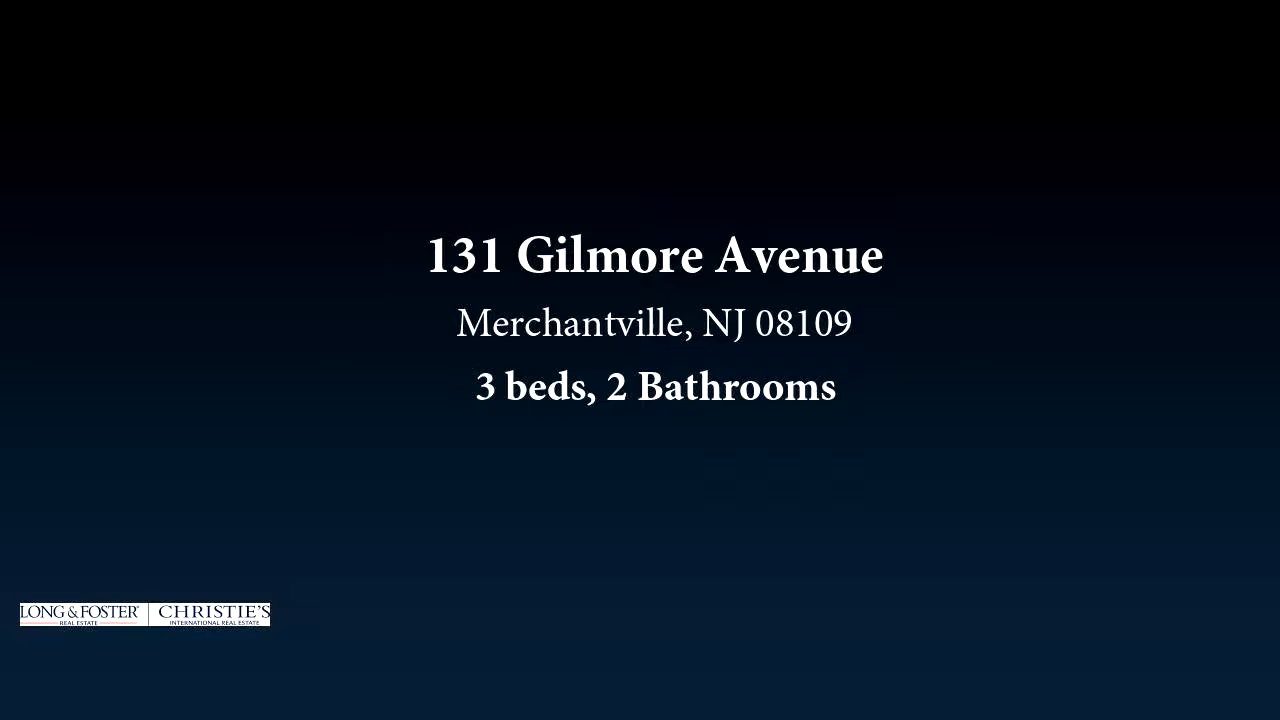 131 Gilmore Avenue
Merchantville, NJ 08109
3 beds, 2 Bathrooms
LONG & FOSTER® CHRISTIE'S
REAL ESTATE INTERNATIONAL REAL ESTATE